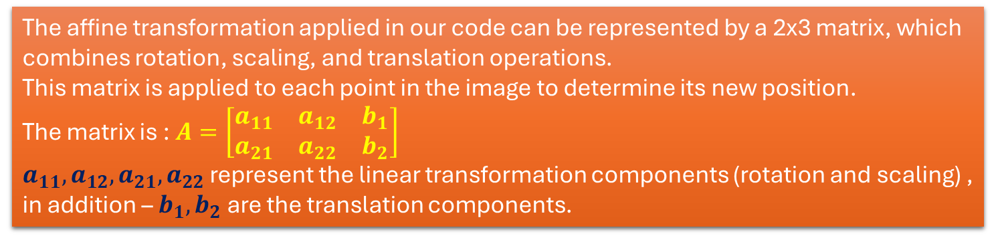 The affine transformation applied in our code can be represented by a 2x3 matrix, which
combines rotation, scaling, and translation operations.
This matrix is applied to each point in the image to determine its new position.
The matrix is : A = [a₁₁ a₁₂ b₁
a₂₁ a₂₂ b₂]
a₁₁, a₁₂, a₂₁, a₂₂ represent the linear transformation components (rotation and scaling) ,
in addition – b₁, b₂ are the translation components.